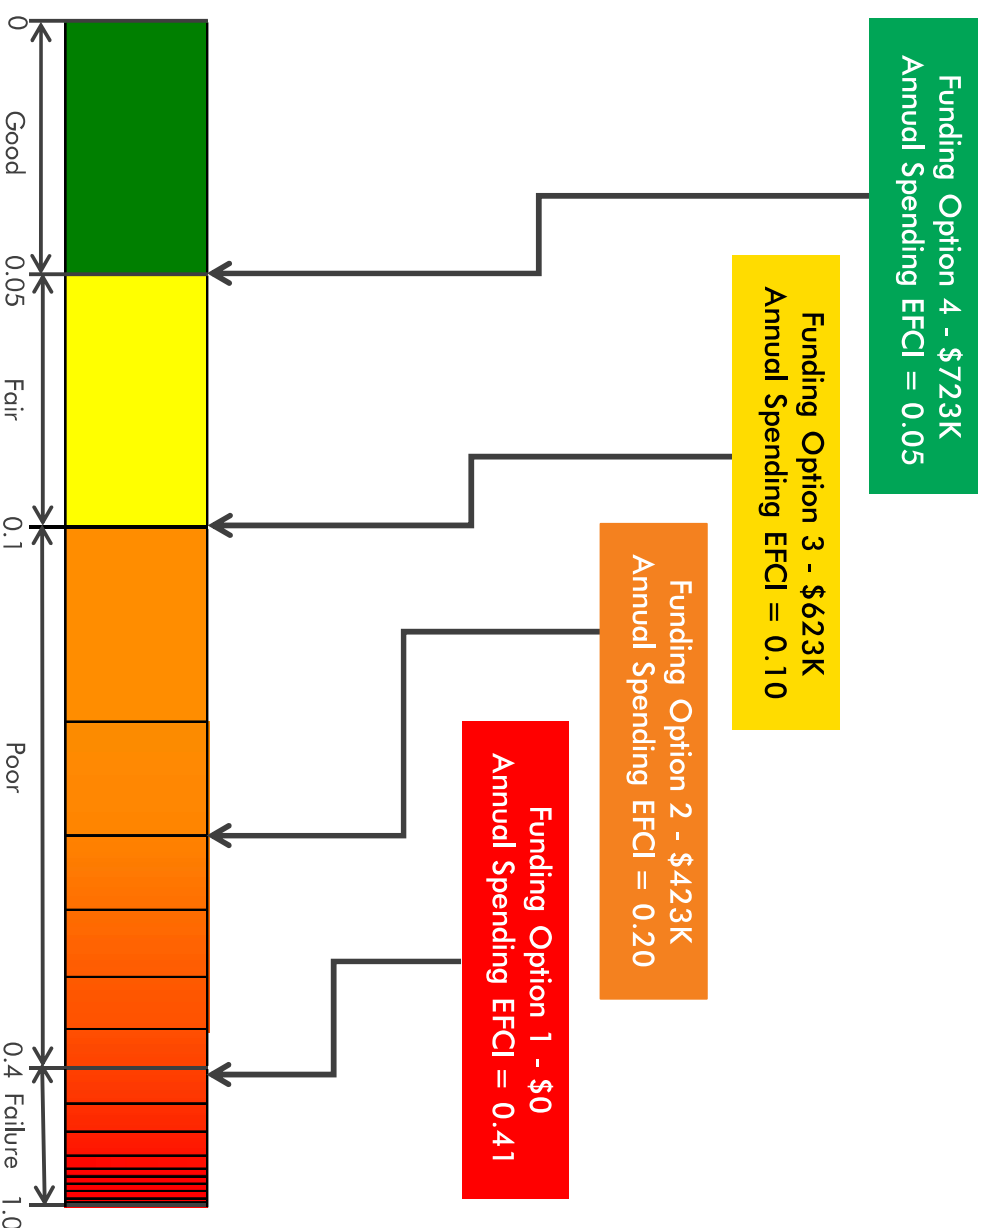 Funding Option 4 - $723K
Annual Spending EFCI = 0.05
Funding Option 3 - $623K
Annual Spending EFCI = 0.10
Funding Option 2 - $423K
Annual Spending EFCI = 0.20
Funding Option 1 - $0
Annual Spending EFCI = 0.41
0 Good 0.05 Fair 0.1 Poor 0.4 Failure 1.0